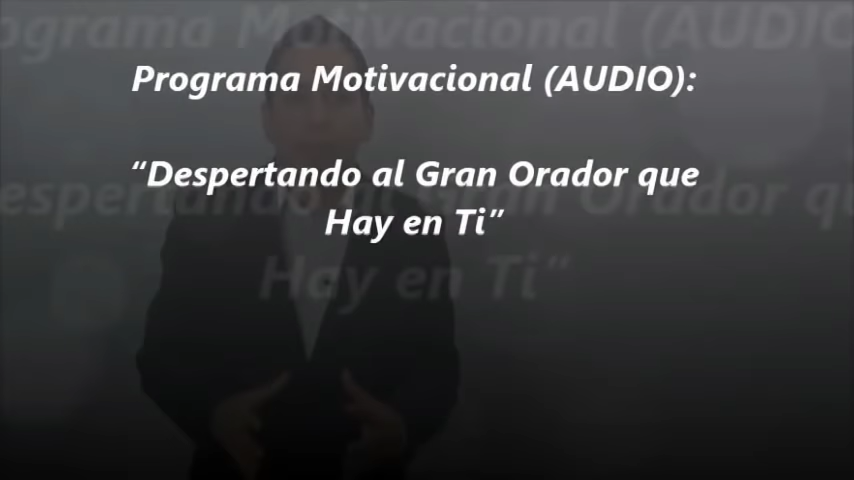 Programa Motivacional (AUDIO):
“Despertando al Gran Orador que
Hay en Ti”